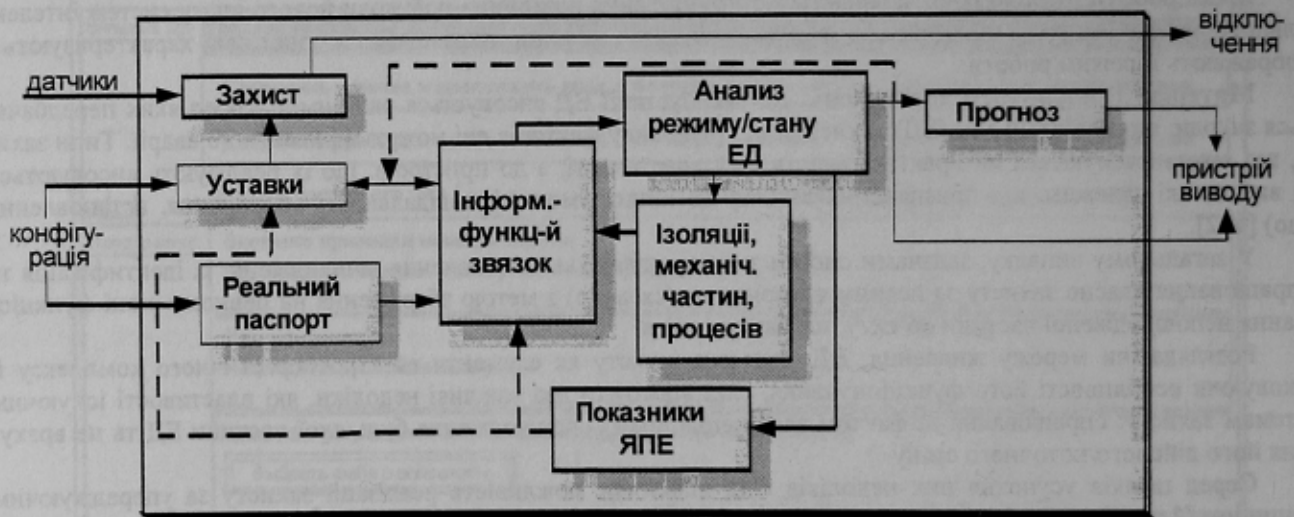 відклю-
чення
датчики
Захист
Анализ
режиму/стану
ЕД
Прогноз
Уставки
Інформ.-
функц-й
звязок
пристрій
виводу
конфігу-
рація
Реальний
паспорт
Ізоляції,
механіч.
частин,
процесів
Показники
ЯПЕ